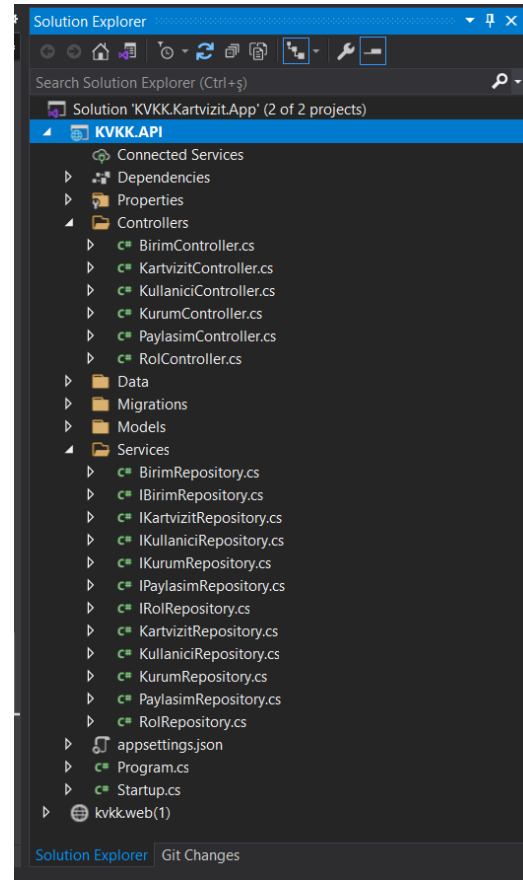 Solution Explorer
Search Solution Explorer (Ctrl+ş)
Solution 'KVKK.Kartvizit.App' (2 of 2 projects)
KVKK.API
Connected Services
Dependencies
Properties
Controllers
C# BirimController.cs
C# KartvizitController.cs
C# KullaniciController.cs
C# KurumController.cs
C# PaylasimController.cs
C# RolController.cs
Data
Migrations
Models
Services
C# BirimRepository.cs
C# IBirimRepository.cs
C# IKartvizitRepository.cs
C# IKullaniciRepository.cs
C# IKurumRepository.cs
C# IPaylasimRepository.cs
C# IRolRepository.cs
C# KartvizitRepository.cs
C# KullaniciRepository.cs
C# KurumRepository.cs
C# PaylasimRepository.cs
C# RolRepository.cs
appsettings.json
C# Program.cs
C# Startup.cs
kvkk.web(1)
Solution Explorer Git Changes